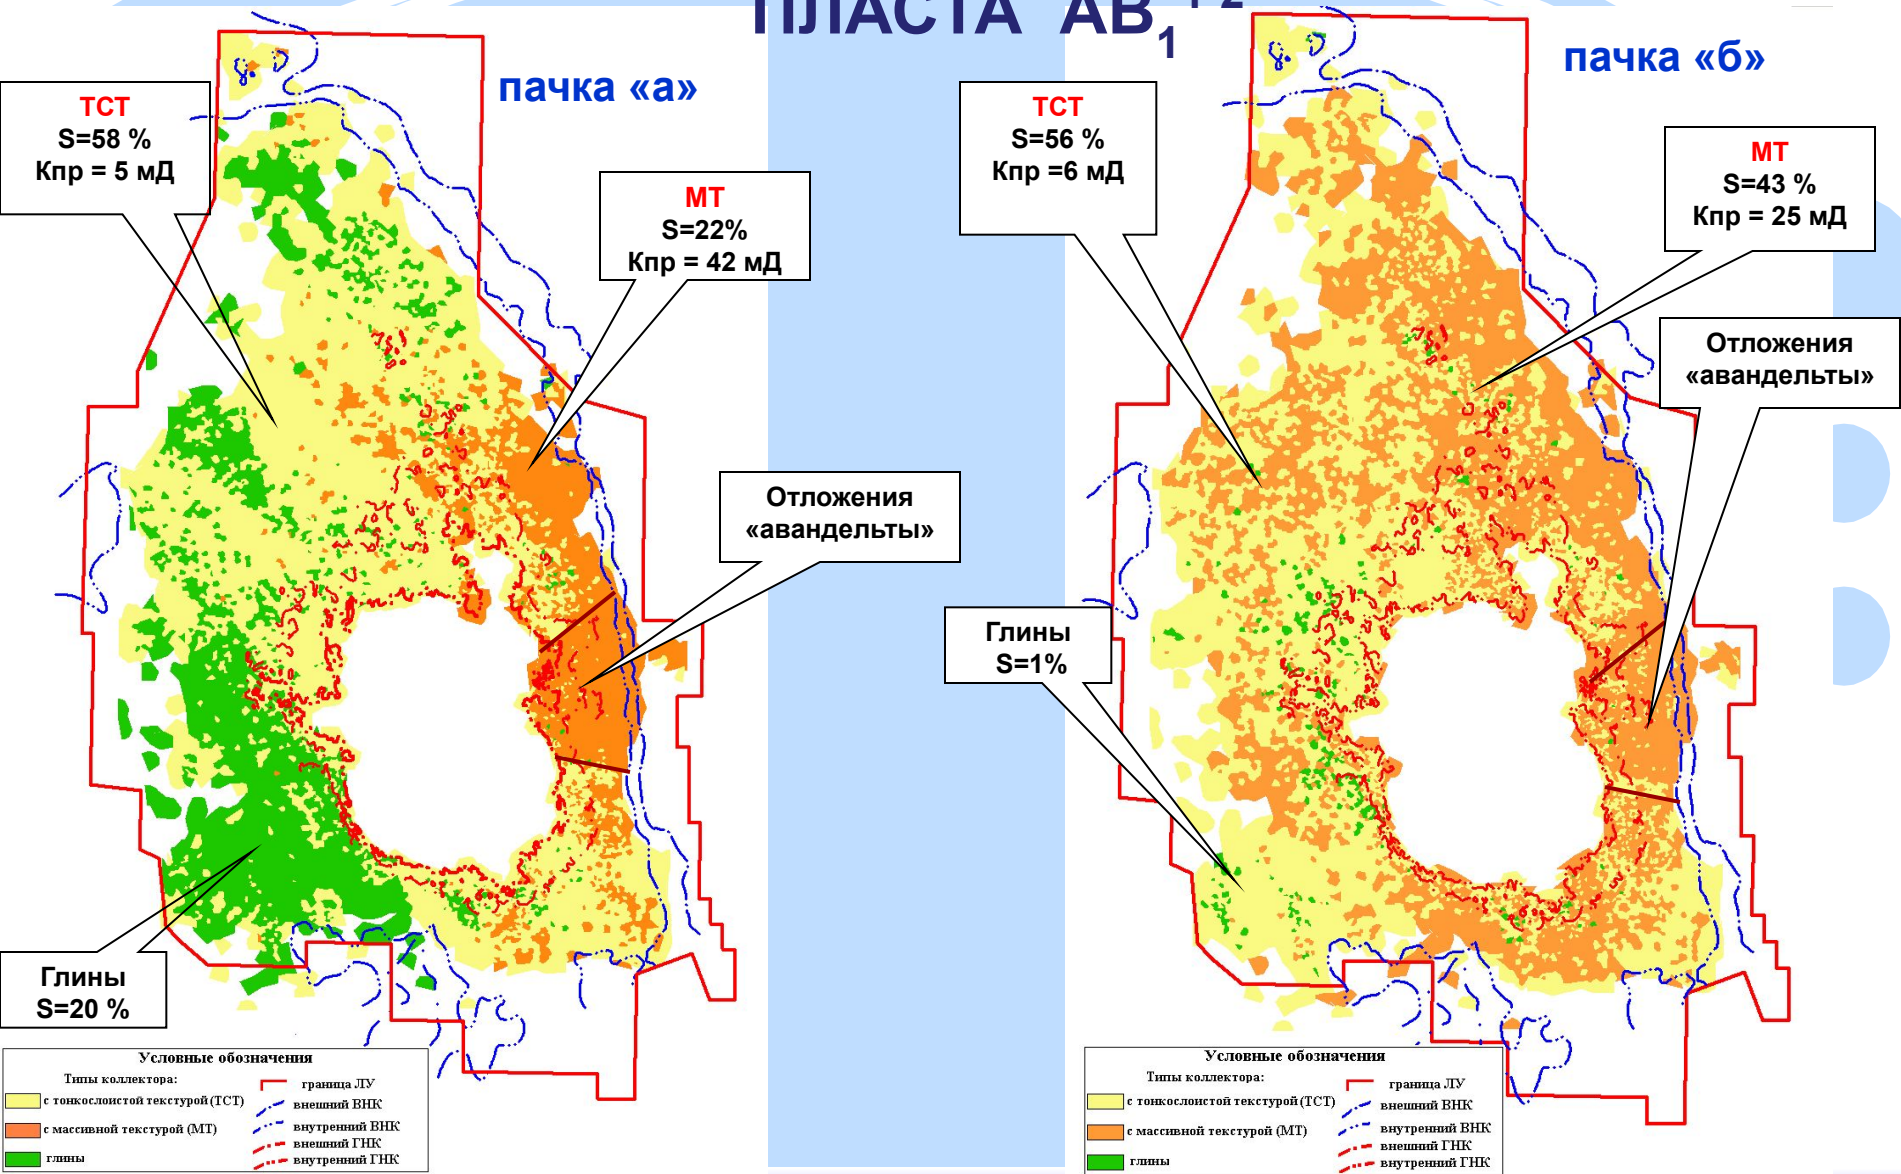 ПЛАСТА АВ₁
пачка «а»
пачка «б»
ТСТ
S=58 %
Кпр = 5 мД
МТ
S=22%
Кпр = 42 мД
Отложения
«авандельты»
Глины
S=20 %
ТСТ
S=56 %
Кпр =6 мД
МТ
S=43 %
Кпр = 25 мД
Отложения
«авандельты»
Глины
S=1%
Условные обозначения
Типы коллектора:
с тонкослоистой текстурой (ТСТ)
с массивной текстурой (МТ)
глины
граница ЛУ
внешний ВНК
внутренний ВНК
внешний ГНК
внутренний ГНК
Условные обозначения
Типы коллектора:
с тонкослоистой текстурой (ТСТ)
с массивной текстурой (МТ)
глины
граница ЛУ
внешний ВНК
внутренний ВНК
внешний ГНК
внутренний ГНК